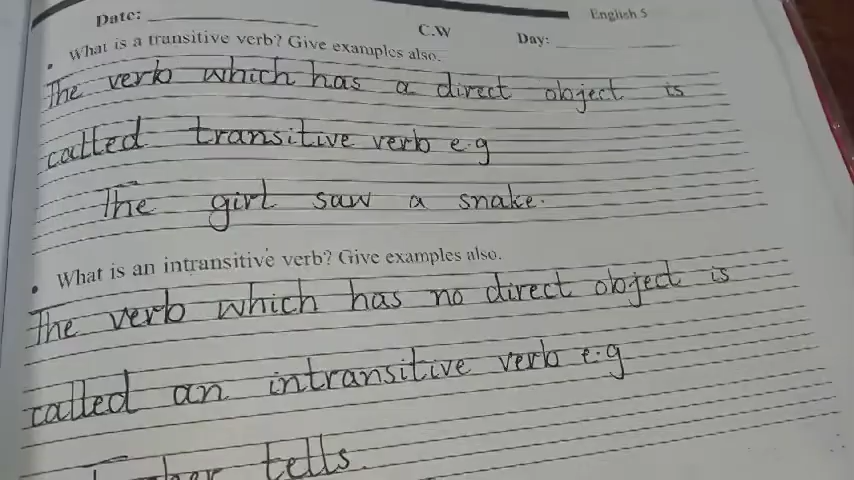 Date:
C.W
English 5
Day:
• What is a transitive verb? Give examples also.
The verb which has a direct object is
called transitive verb e.g
The girl saw a snake.
• What is an intransitive verb? Give examples also.
The verb which has no direct object is
called an intransitive verb e.g
tells.